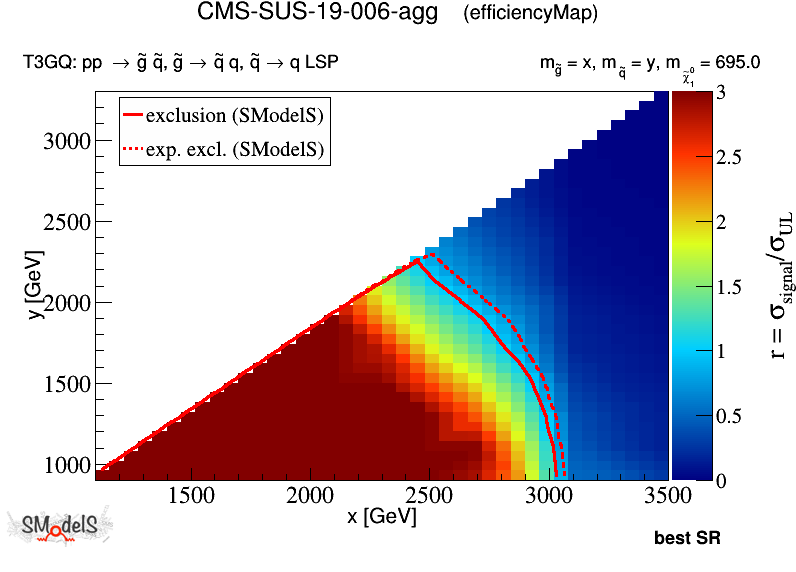 CMS-SUS-19-006-agg (efficiencyMap)
T3GQ: pp → g̃ q̃, g̃ → q̃ q, q̃ → q LSP
m_g̃ = x, m_q̃ = y, m_χ̃₁⁰ = 695.0
exclusion (SModelS)
exp. excl. (SModelS)
3000
2500
2000
1500
1000
y [GeV]
1500
2000
2500
3000
3500
x [GeV]
3
2.5
2
1.5
1
0.5
0
r = σ_signal/σ_UL
SModelS
best SR